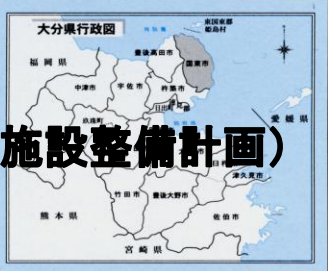 大分県行政図
東国東郡
姫島村
豊後高田市
国東市
福岡県
中津市
宇佐市
杵築市
日出町
玖珠町
愛媛県
施設整備計画）
津久見市
竹田市
豊後大野市
佐伯市
熊本県
宮崎県